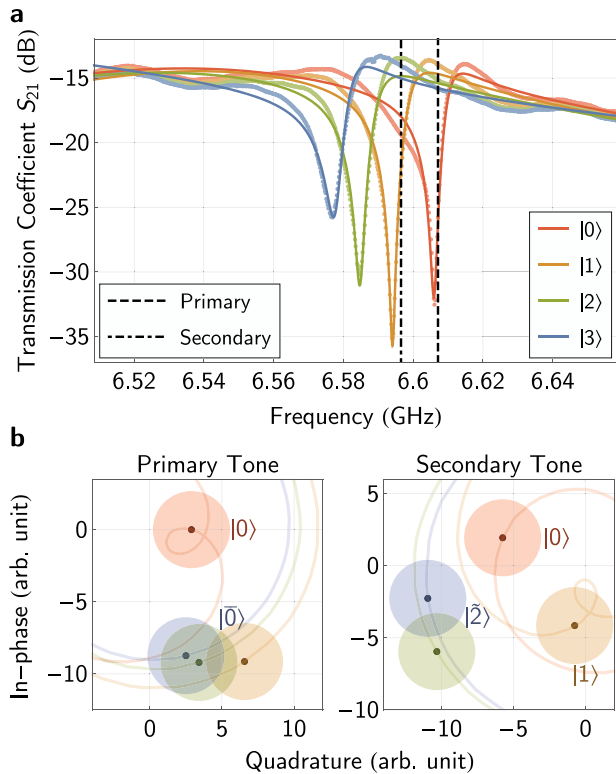 a
Transmission Coefficient S₂₁ (dB)
−15
−20
−25
−30
−35
|0⟩
|1⟩
|2⟩
|3⟩
Primary
Secondary
6.52 6.54 6.56 6.58 6.6 6.62 6.64
Frequency (GHz)
b
Primary Tone Secondary Tone
In−phase (arb. unit)
0
−5
−10
|0⟩
|0̅⟩
0 5 10
5
0
−5
−10
|0⟩
|2̃⟩
|1⟩
−10 −5 0
Quadrature (arb. unit)